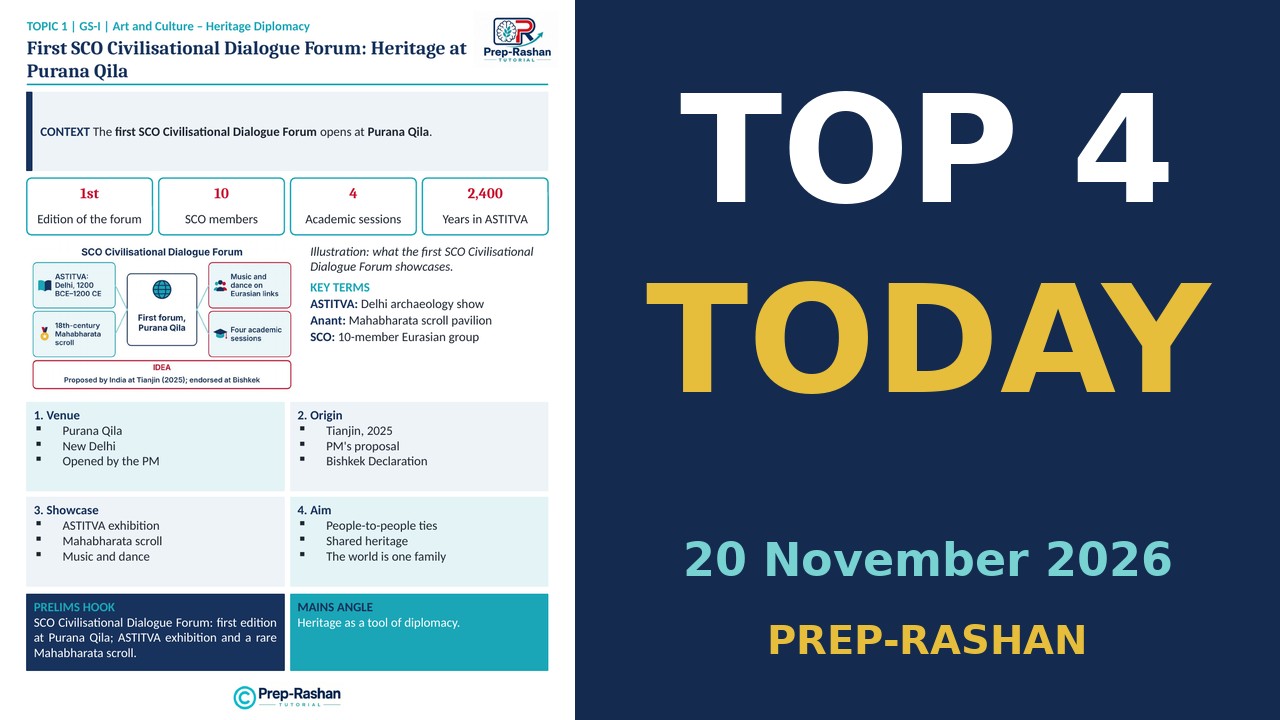 TOPIC 1 | GS-I | Art and Culture – Heritage Diplomacy
First SCO Civilisational Dialogue Forum: Heritage at
Purana Qila
Prep-Rashan
TUTORIAL
CONTEXT The first SCO Civilisational Dialogue Forum opens at Purana Qila.
1st
Edition of the forum
10
SCO members
4
Academic sessions
2,400
Years in ASTITVA
SCO Civilisational Dialogue Forum
ASTITVA:
Delhi, 1200
BCE–1200 CE
18th-century
Mahabharata
scroll
First forum,
Purana Qila
Music and
dance on
Eurasian links
Four academic
sessions
IDEA
Proposed by India at Tianjin (2025); endorsed at Bishkek
Illustration: what the first SCO Civilisational
Dialogue Forum showcases.
KEY TERMS
ASTITVA: Delhi archaeology show
Anant: Mahabharata scroll pavilion
SCO: 10-member Eurasian group
1. Venue
▪ Purana Qila
▪ New Delhi
▪ Opened by the PM
2. Origin
▪ Tianjin, 2025
▪ PM's proposal
▪ Bishkek Declaration
3. Showcase
▪ ASTITVA exhibition
▪ Mahabharata scroll
▪ Music and dance
4. Aim
▪ People-to-people ties
▪ Shared heritage
▪ The world is one family
PRELIMS HOOK
SCO Civilisational Dialogue Forum: first edition
at Purana Qila; ASTITVA exhibition and a rare
Mahabharata scroll.
MAINS ANGLE
Heritage as a tool of diplomacy.
© Prep-Rashan
TUTORIAL
TOP 4
TODAY
20 November 2026
PREP-RASHAN